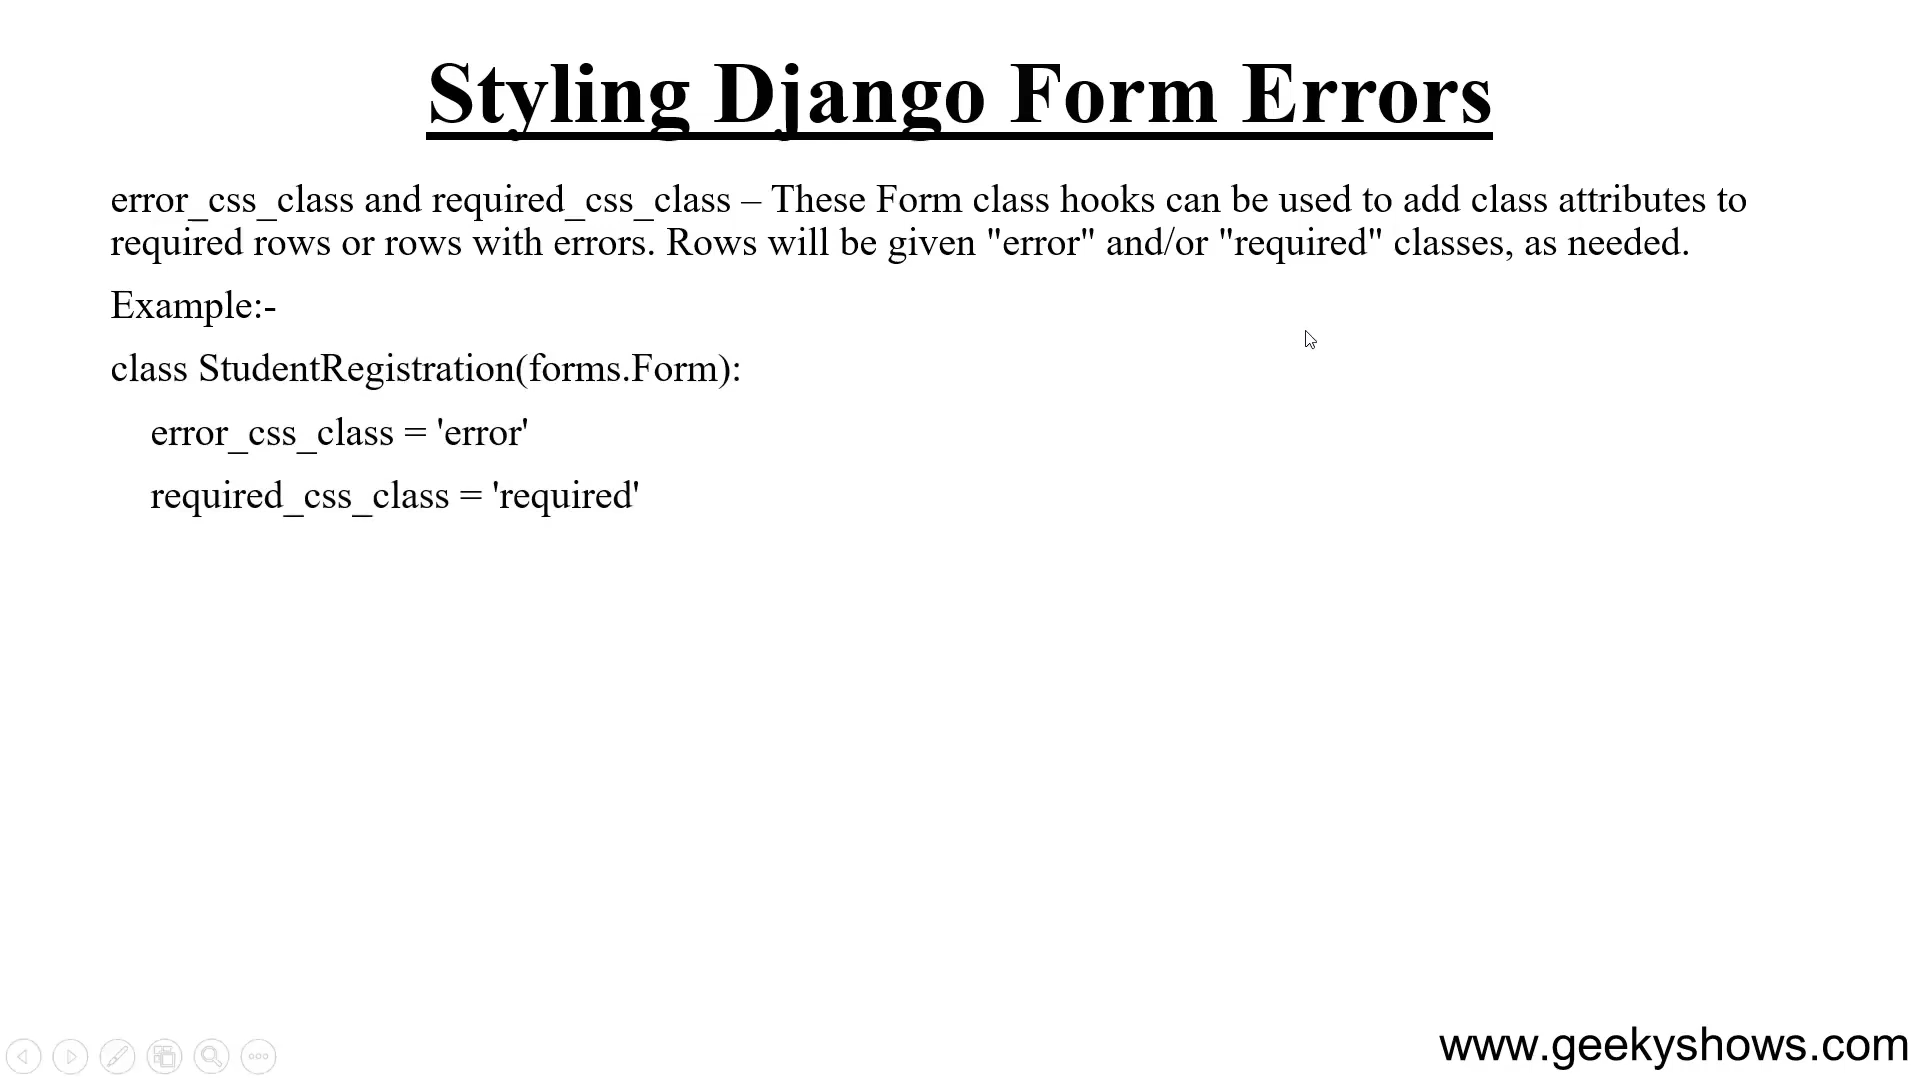 Styling Django Form Errors
error_css_class and required_css_class – These Form class hooks can be used to add class attributes to
required rows or rows with errors. Rows will be given "error" and/or "required" classes, as needed.
Example:-
class StudentRegistration(forms.Form):
error_css_class = 'error'
required_css_class = 'required'
www.geekyshows.com